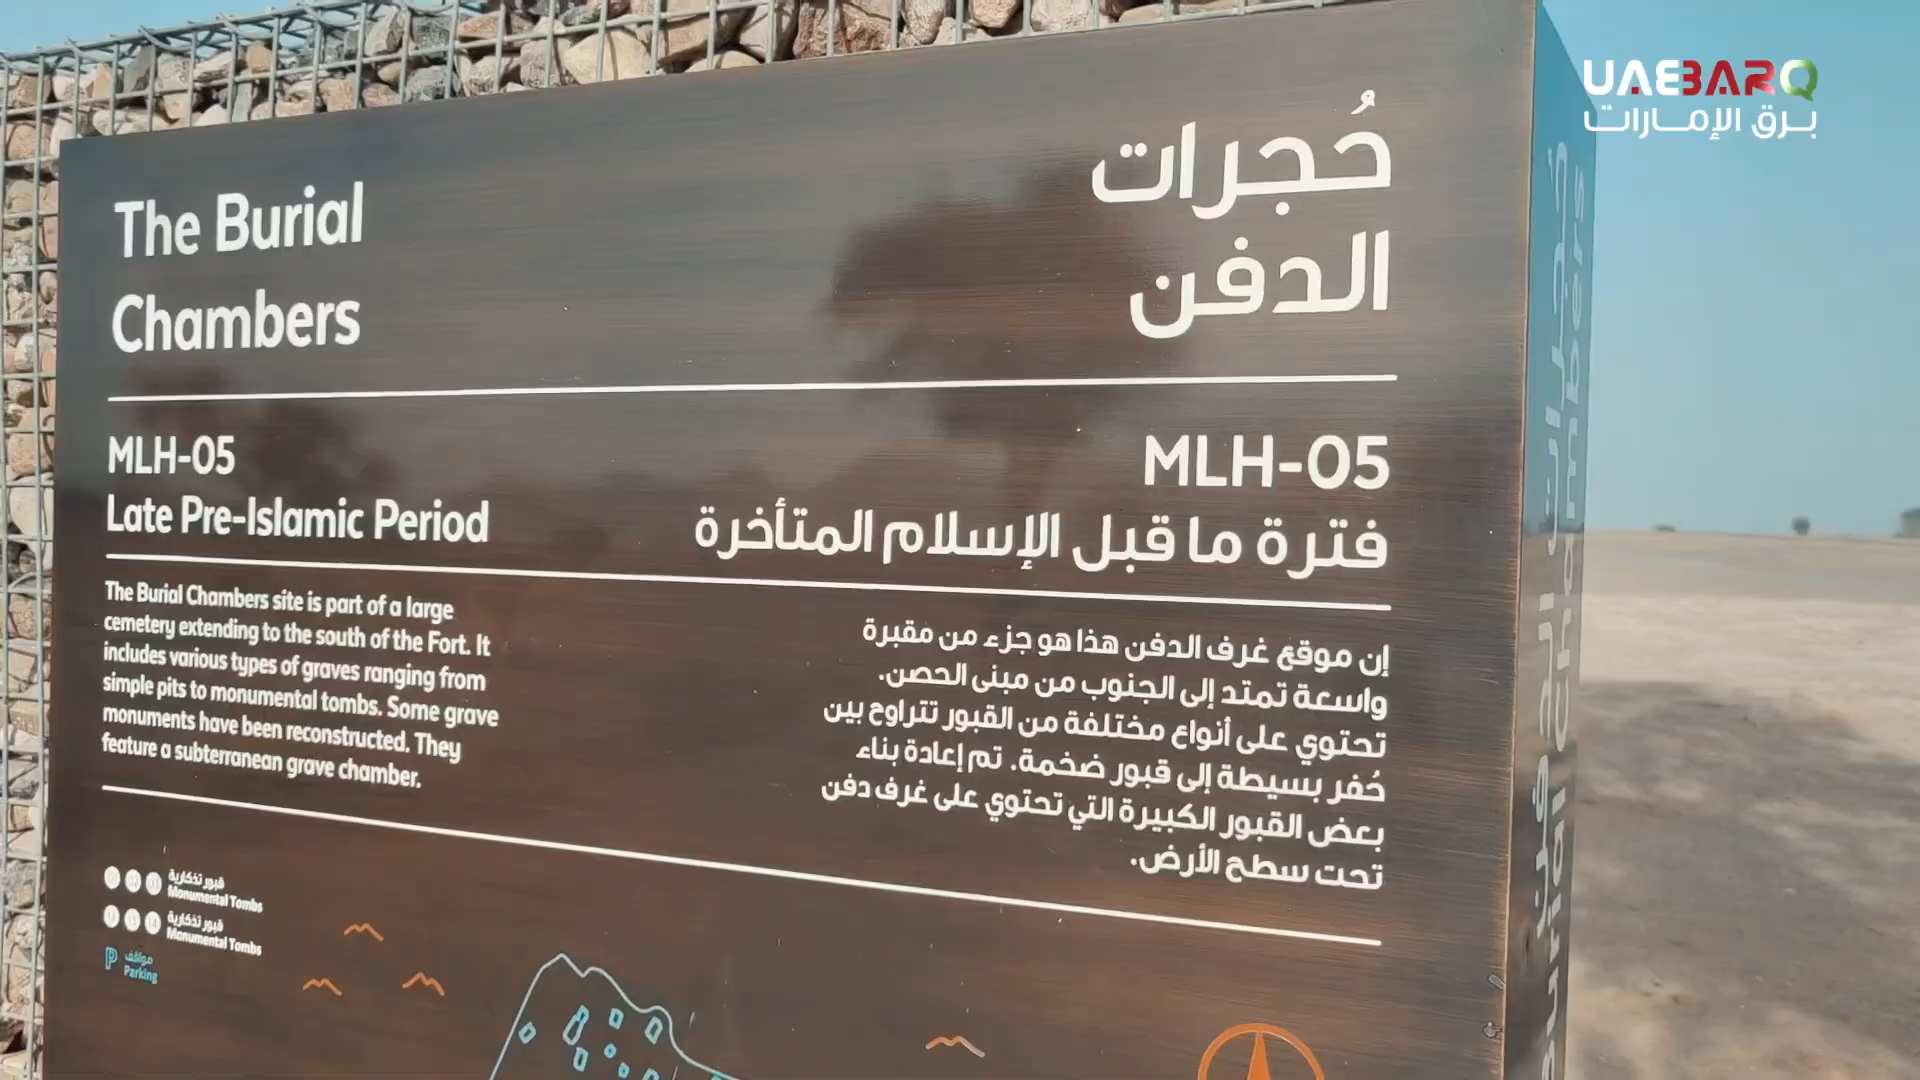 UAEBARQ
برق الإمارات
The Burial
Chambers
حُجرات
الدفن
MLH-05
Late Pre-Islamic Period
MLH-05
فترة ما قبل الإسلام المتأخرة
The Burial Chambers site is part of a large
cemetery extending to the south of the Fort. It
includes various types of graves ranging from
simple pits to monumental tombs. Some grave
monuments have been reconstructed. They
feature a subterranean grave chamber.
إن موقع غرف الدفن هذا هو جزء من مقبرة
واسعة تمتد إلى الجنوب من مبنى الحصن.
تحتوي على أنواع مختلفة من القبور تتراوح بين
حُفر بسيطة إلى قبور ضخمة. تم إعادة بناء
بعض القبور الكبيرة التي تحتوي على غرف دفن
تحت سطح الأرض.
قبور تذكارية
Monumental Tombs
قبور تذكارية
Monumental Tombs
P
مواقف
Parking
Burial Chambers